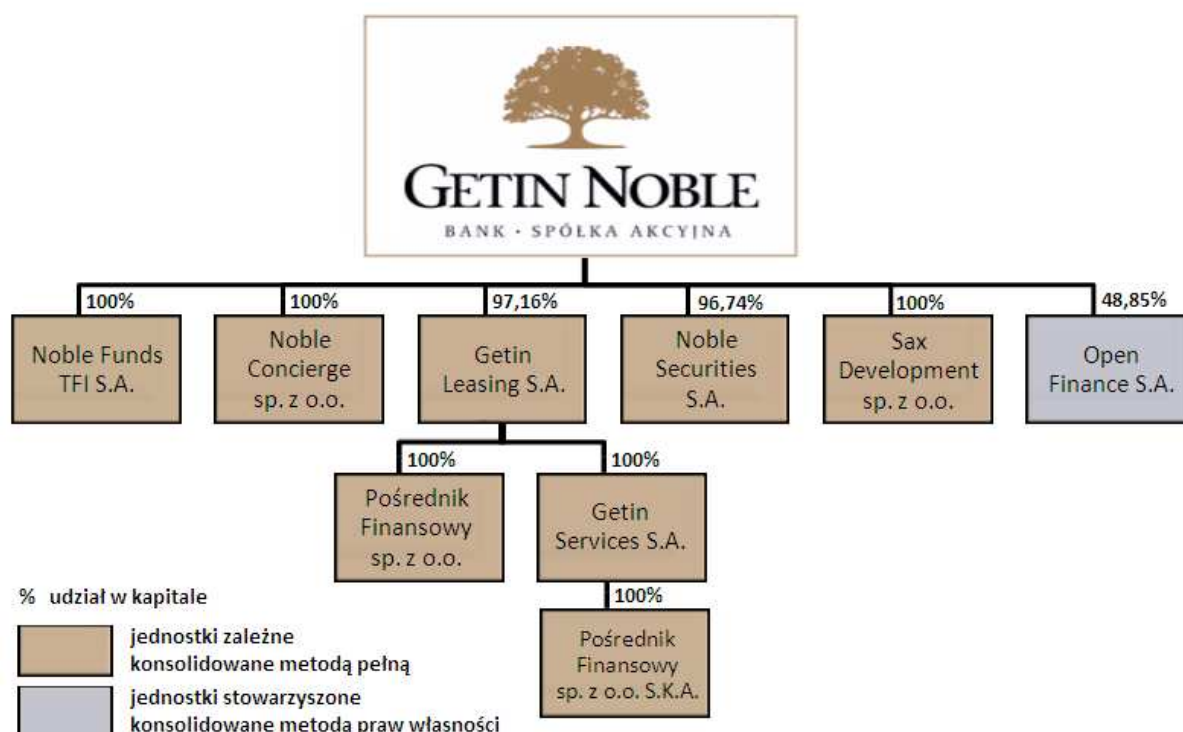 GETIN NOBLE
BANK · SPÓŁKA AKCYJNA
100%
100%
97,16%
96,74%
100%
48,85%
Noble Funds
TFI S.A.
Noble
Concierge
sp. z o.o.
Getin
Leasing S.A.
Noble
Securities
S.A.
Sax
Development
sp. z o.o.
Open
Finance S.A.
100%
100%
Pośrednik
Finansowy
sp. z o.o.
Getin
Services S.A.
100%
Pośrednik
Finansowy
sp. z o.o. S.K.A.
% udział w kapitale
jednostki zależne
konsolidowane metodą pełną
jednostki stowarzyszone
konsolidowane metodą praw własności